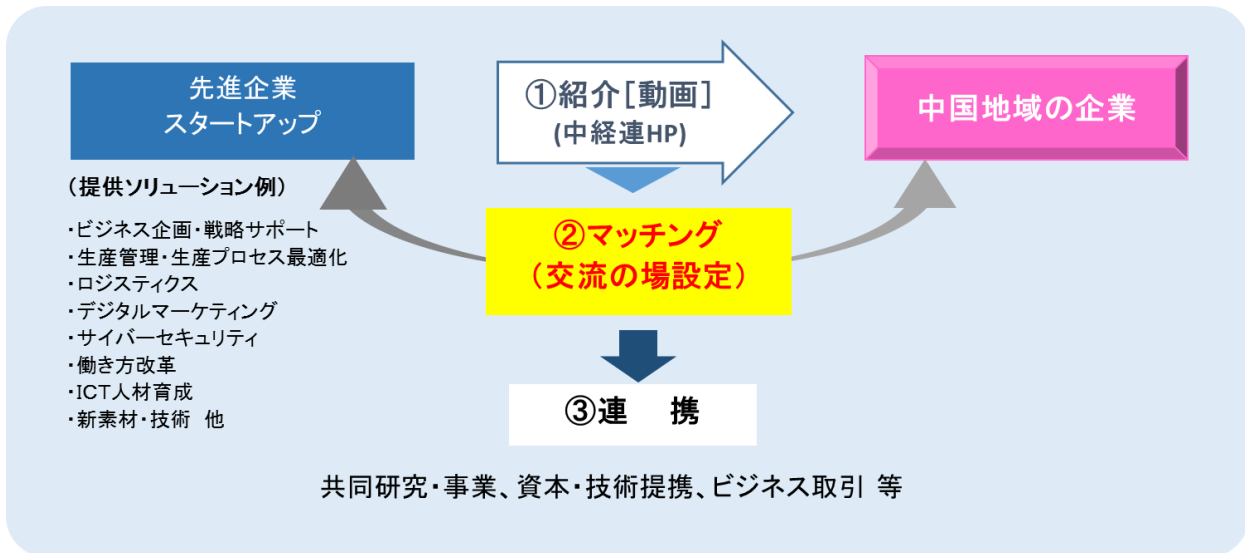 先進企業
スタートアップ
①紹介[動画]
(中経連HP)
中国地域の企業
(提供ソリューション例)
・ビジネス企画・戦略サポート
・生産管理・生産プロセス最適化
・ロジスティクス
・デジタルマーケティング
・サイバーセキュリティ
・働き方改革
・ICT人材育成
・新素材・技術 他
②マッチング
(交流の場設定)
③連 携
共同研究・事業、資本・技術提携、ビジネス取引 等